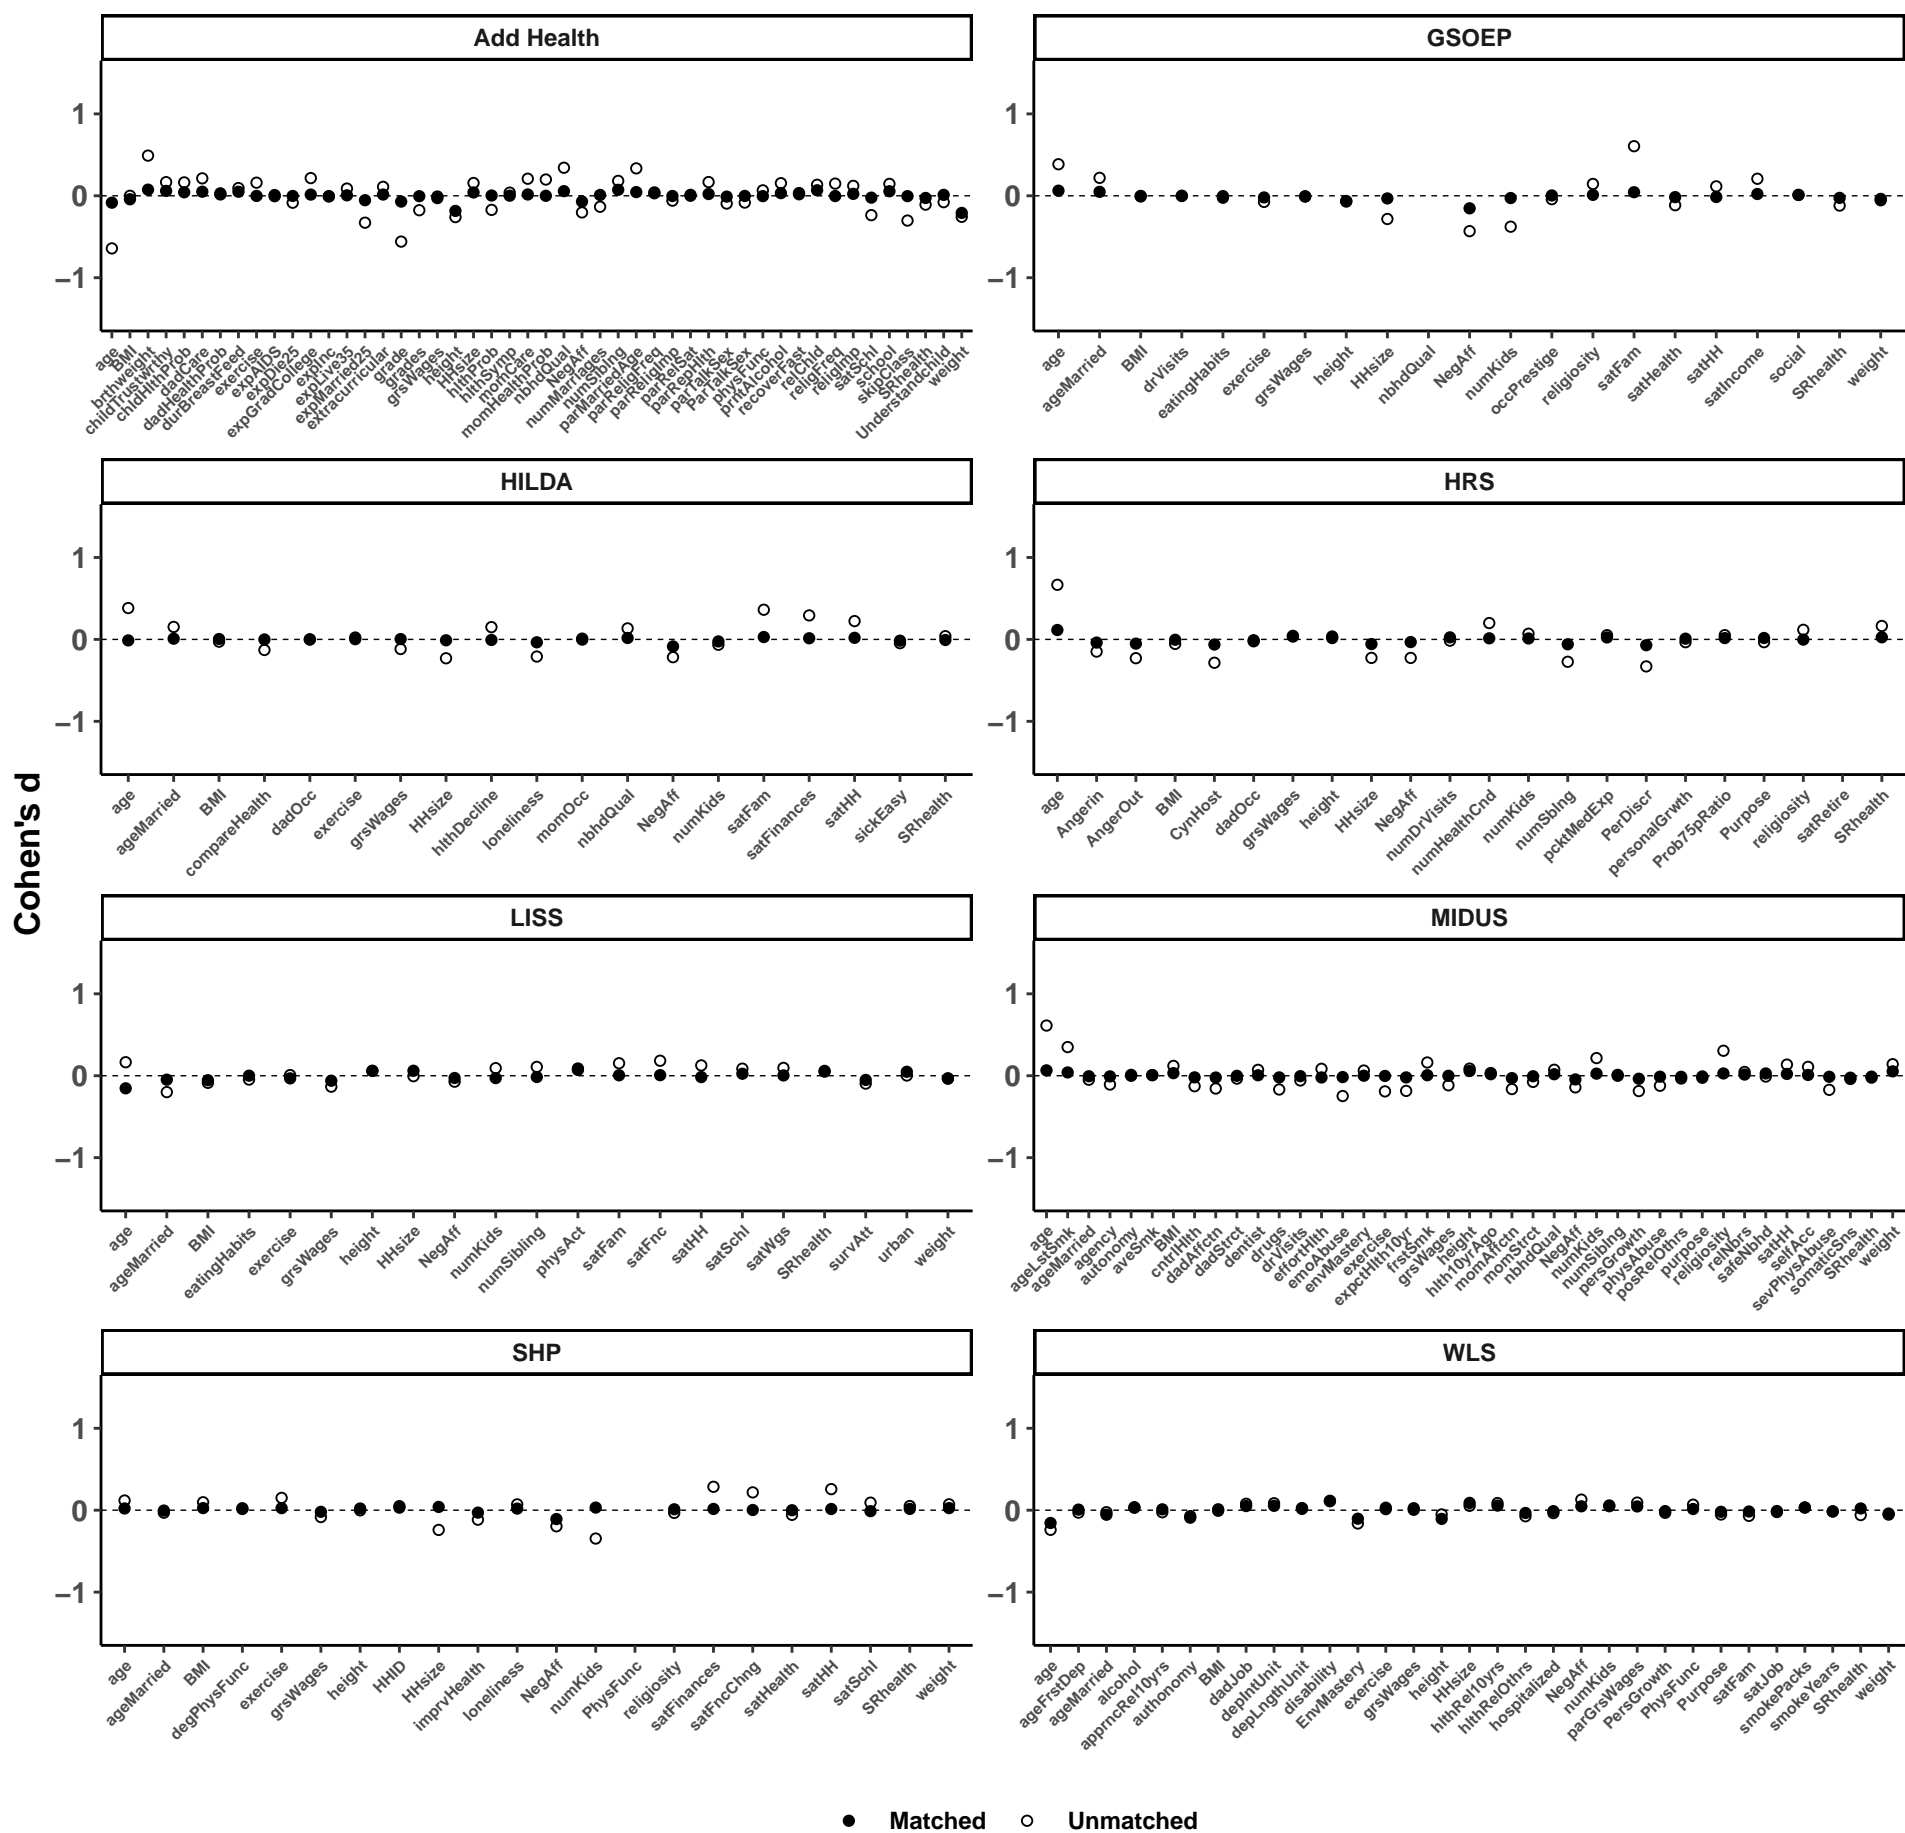 Cohen's d
Add Health
1
0
−1
age
BMI
brthweight
childTrustwrthy
chldHlthProb
dadCare
dadHealthProb
durBreastFeed
exercise
expAIDS
expDie25
expGradCollege
expInc
expLive35
expMarried25
extracurricular
grade
grades
grsWages
height
HHsize
hlthProb
hlthSymp
momCare
momHealthProb
nbhdQual
NegAff
numMarriages
numSibling
parMarriedAge
parReligFreq
parReligImp
parRelSat
parRepHlth
parTalkSex
ParTalkSex
physFunc
prntAlcohol
recoverFast
relChld
religFreq
religImp
satSchl
school
skipClass
SRhealth
Understandchild
weight
GSOEP
1
0
−1
age
ageMarried
BMI
drVisits
eatingHabits
exercise
grsWages
height
HHsize
nbhdQual
NegAff
numKids
occPrestige
religiosity
satFam
satHealth
satHH
satIncome
social
SRhealth
weight
HILDA
1
0
−1
age
ageMarried
BMI
compareHealth
dadOcc
exercise
grsWages
HHsize
hlthDecline
loneliness
momOcc
nbhdQual
NegAff
numKids
satFam
satFinances
satHH
sickEasy
SRhealth
HRS
1
0
−1
age
Angerin
AngerOut
BMI
CynHost
dadOcc
grsWages
height
HHsize
NegAff
numDrVisits
numHealthCnd
numKids
numSblng
pcktMedExp
PerDiscr
personalGrwth
Prob75pRatio
Purpose
religiosity
satRetire
SRhealth
LISS
1
0
−1
age
ageMarried
BMI
eatingHabits
exercise
grsWages
height
HHsize
NegAff
numKids
numSibling
physAct
satFam
satFnc
satHH
satSchl
satWgs
SRhealth
survAtt
urban
weight
MIDUS
1
0
−1
age
ageLstSmk
ageMarried
agency
autonomy
aveSmk
BMI
cntrlHlth
dadAffctn
dadStrct
dentist
drugs
drVisits
effortHlth
emoAbuse
envMastery
exercise
expctHlth10yr
frstSmk
grsWages
height
hlth10yrAgo
momAffctn
momStrct
nbhdQual
NegAff
numKids
numSiblng
persGrowth
physAbuse
posRelOthrs
purpose
religiosity
relNbrs
safeNbhd
satHH
sefAcc
sevPhysAbuse
somaticSns
SRhealth
weight
SHP
1
0
−1
age
ageMarried
BMI
degPhysFunc
exercise
grsWages
height
HHID
HHsize
imprvHealth
loneliness
NegAff
numKids
PhysFunc
religiosity
satFinances
satFncChng
satHealth
satHH
satSchl
SRhealth
weight
WLS
1
0
−1
age
ageFrstDep
ageMarried
alcohol
apprncRel10yrs
authonomy
BMI
dadJob
depIntUnit
depLngthUnit
disability
EnvMastery
exercise
grsWages
height
HHsize
hlthRel10yrs
hlthRelOthrs
hospitalized
NegAff
numKids
parGrsWages
PersGrowth
PhysFunc
Purpose
satFam
satJob
smokePacks
smokeYears
SRhealth
weight
Matched
Unmatched